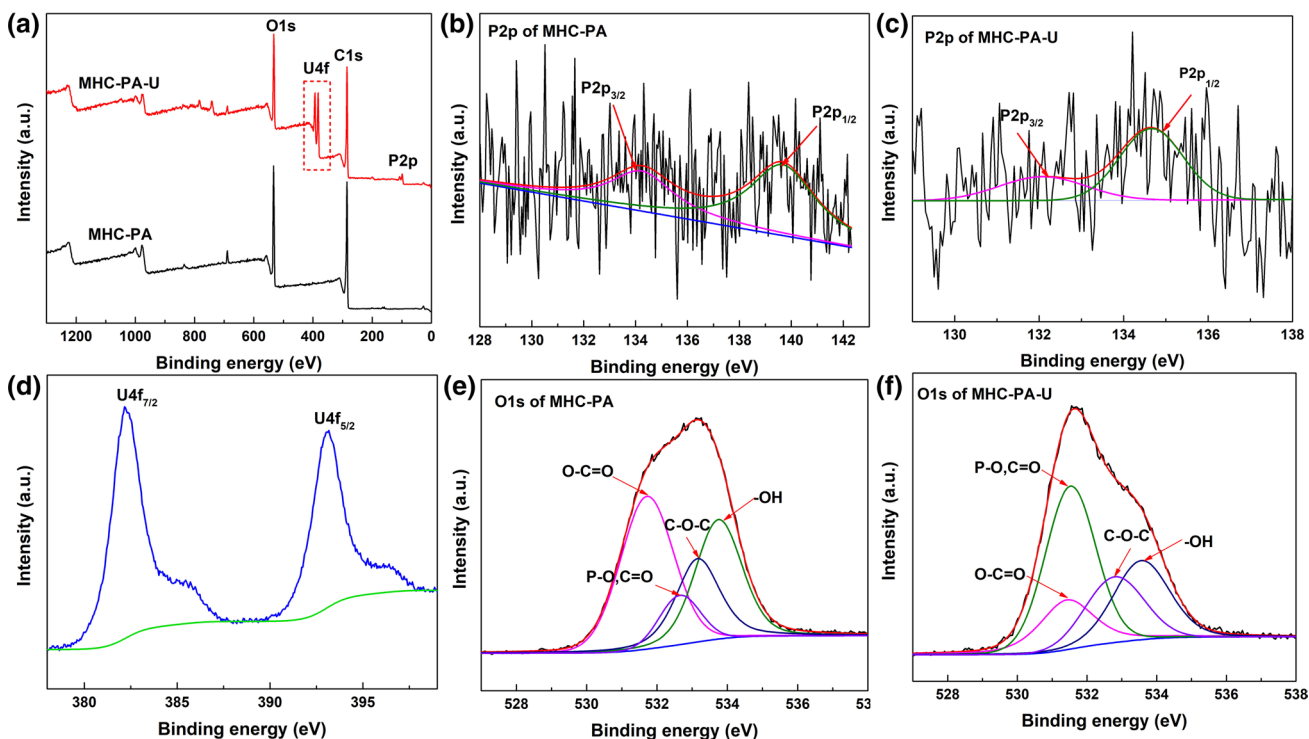 (a)
O1s
C1s
U4f
MHC-PA-U
P2p
MHC-PA
Intensity (a.u.)
1200 1000 800 600 400 200 0
Binding energy (eV)
(b)
P2p of MHC-PA
P2p3/2
P2p1/2
Intensity (a.u.)
128 130 132 134 136 138 140 142
Binding energy (eV)
(c)
P2p of MHC-PA-U
P2p1/2
P2p3/2
Intensity (a.u.)
130 132 134 136 138
Binding energy (eV)
(d)
U4f7/2
U4f5/2
Intensity (a.u.)
380 385 390 395
Binding energy (eV)
(e)
O1s of MHC-PA
O-C=O
-OH
C-O-C
P-O,C=O
Intensity (a.u.)
528 530 532 534 536 53
Binding energy (eV)
(f)
O1s of MHC-PA-U
P-O,C=O
C-O-C
-OH
O-C=O
Intensity (a.u.)
528 530 532 534 536 538
Binding energy (eV)